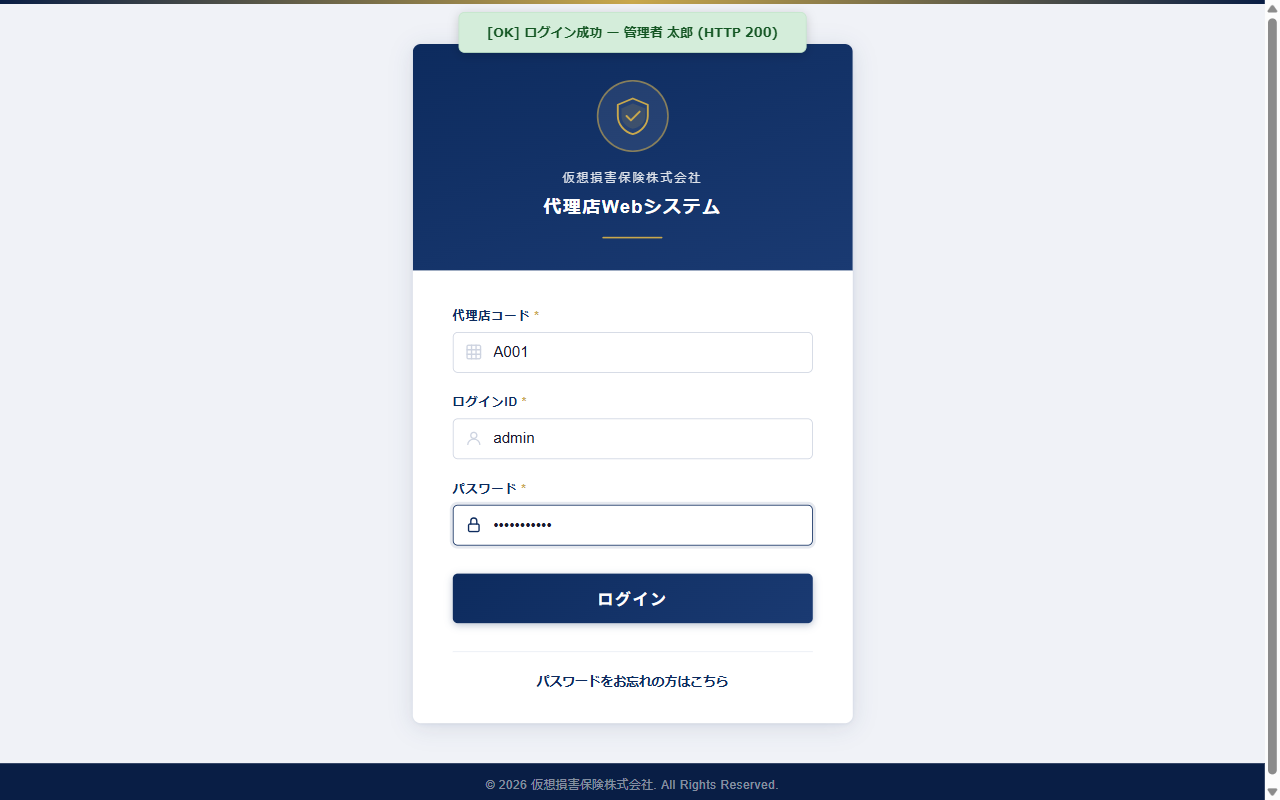 [OK] ログイン成功 — 管理者 太郎 (HTTP 200)
仮想損害保険株式会社
代理店Webシステム
代理店コード *
A001
ログインID *
admin
パスワード *
•••••••••••
ログイン
パスワードをお忘れの方はこちら
© 2026 仮想損害保険株式会社. All Rights Reserved.